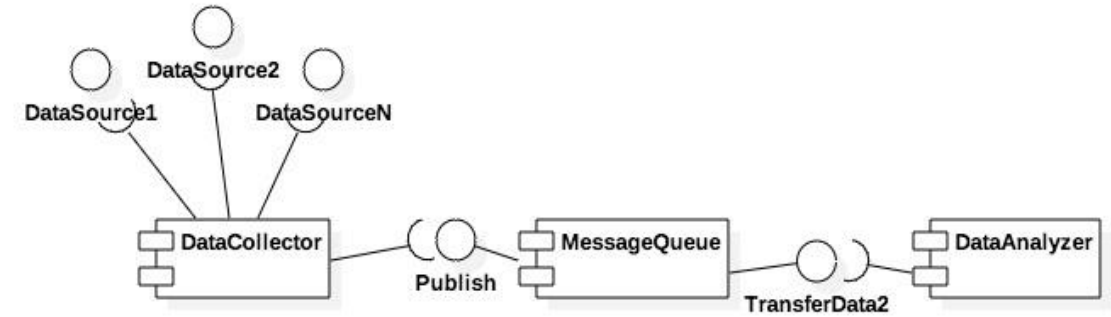 DataSource2
DataSource1
DataSourceN
DataCollector
MessageQueue
DataAnalyzer
Publish
TransferData2